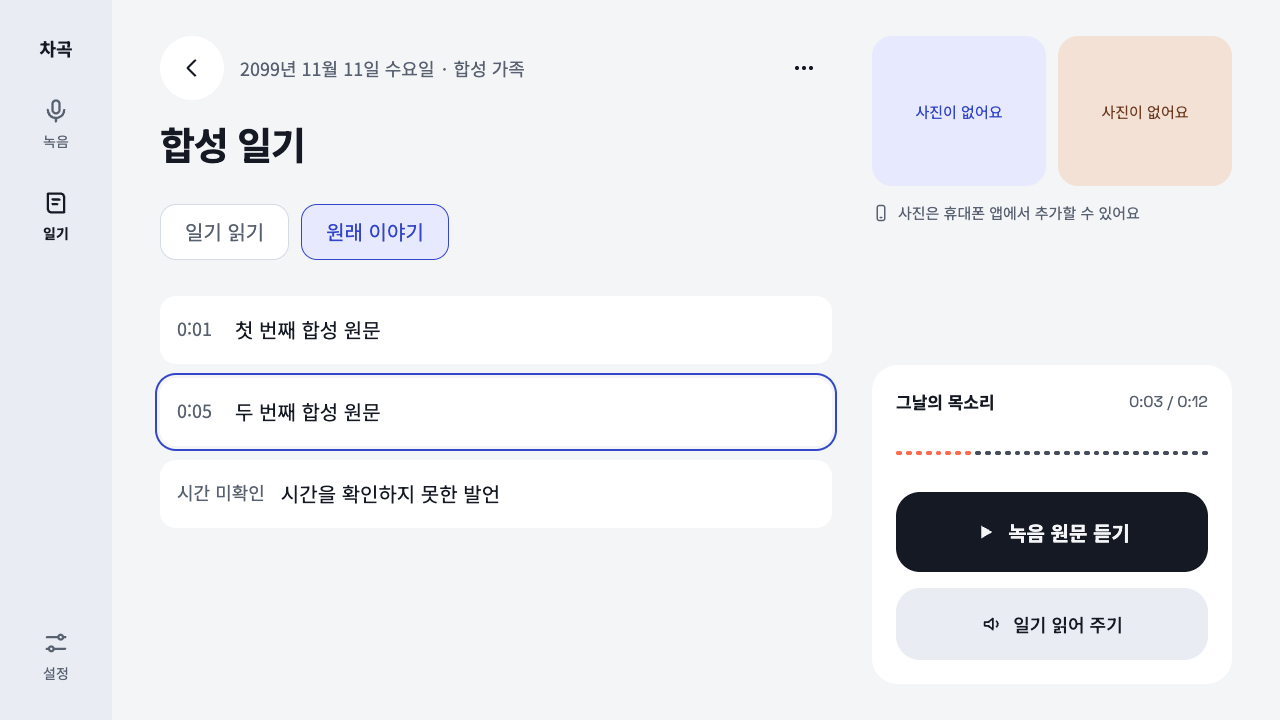 차곡
녹음
일기
설정
2099년 11월 11일 수요일 · 합성 가족
합성 일기
일기 읽기
원래 이야기
0:01 첫 번째 합성 원문
0:05 두 번째 합성 원문
시간 미확인 시간을 확인하지 못한 발언
사진이 없어요
사진이 없어요
사진은 휴대폰 앱에서 추가할 수 있어요
그날의 목소리
0:03 / 0:12
녹음 원문 듣기
일기 읽어 주기